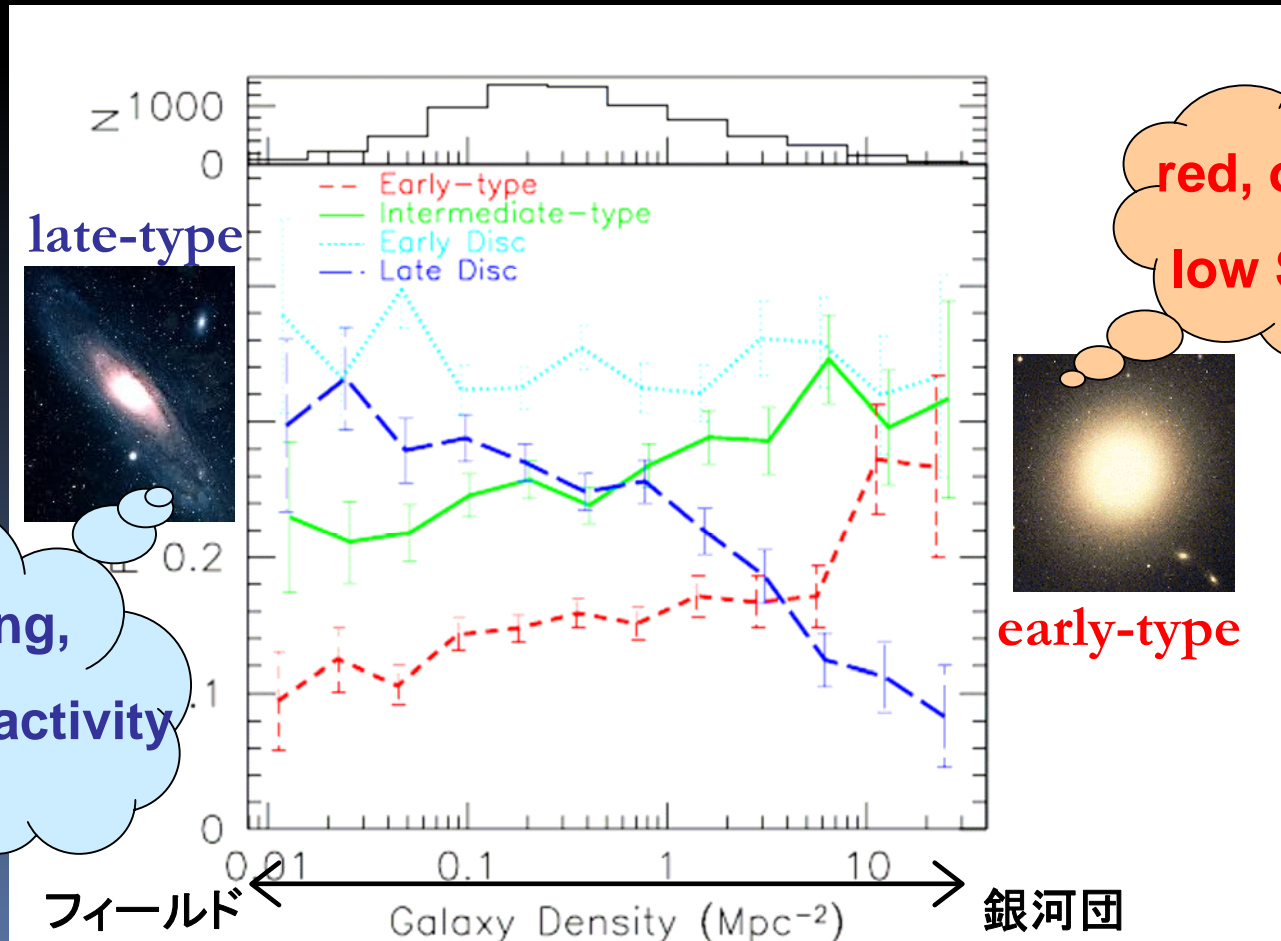 N
1000
0
Early-type
Intermediate-type
Early Disc
Late Disc
late-type
red,
low
early-type
0.2
.1
ng,
activity
0
0.01 0.1 1 10
フィールド
Galaxy Density (Mpc⁻²)
銀河団